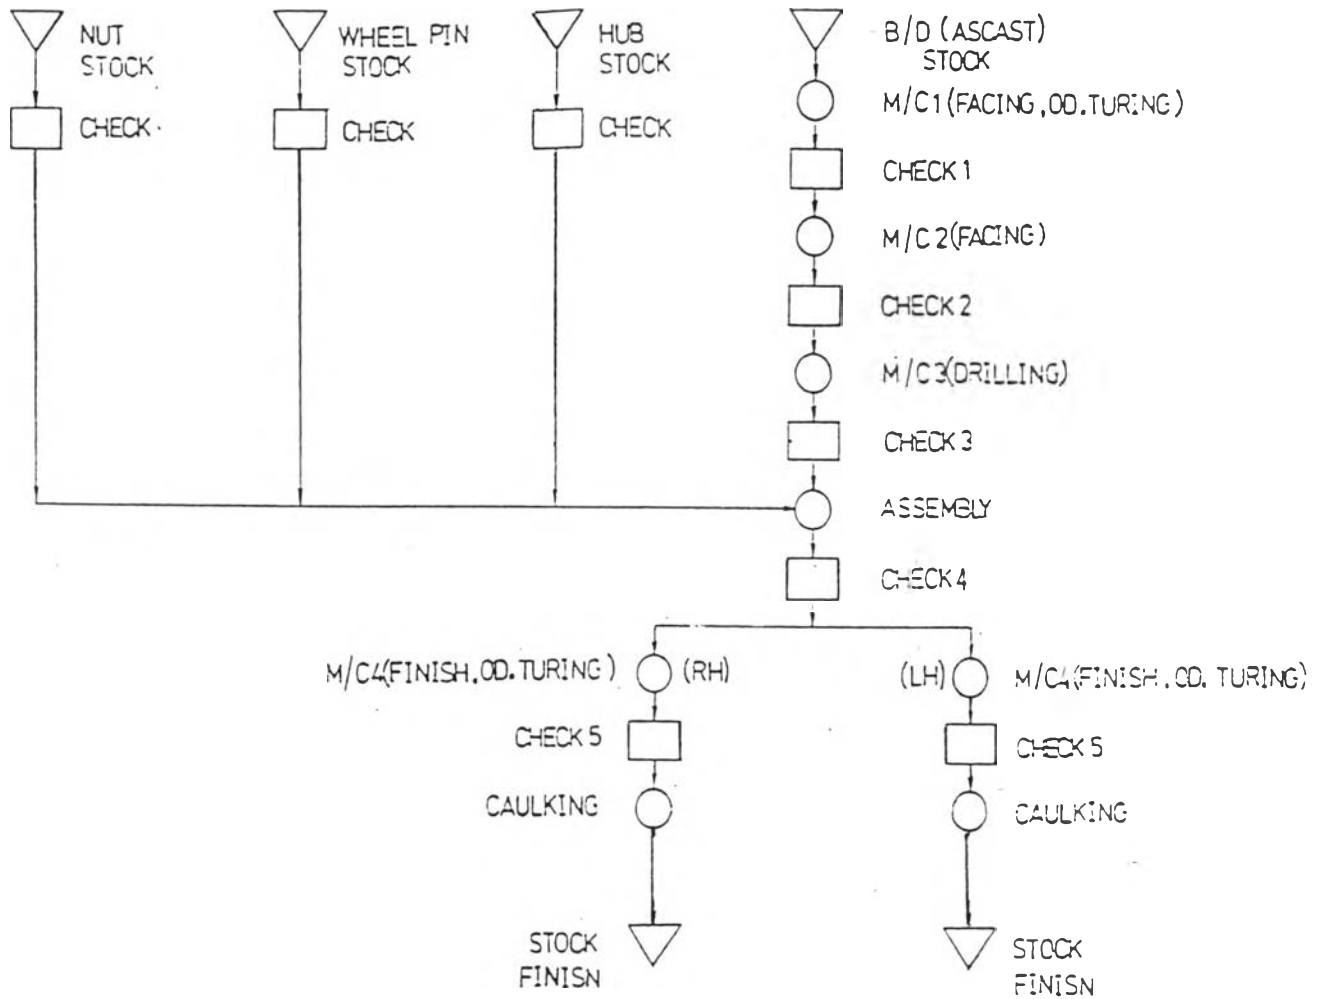 NUT
STOCK
CHECK
WHEEL PIN
STOCK
CHECK
HUB
STOCK
CHECK
B/D (ASCAST)
STOCK
M/C1(FACING,OD.TURING)
CHECK 1
M/C2(FACING)
CHECK 2
M/C3(DRILLING)
CHECK 3
ASSEMBLY
CHECK 4
M/C4(FINISH.OD.TURING) (RH)
CHECK 5
CAULKING
STOCK
FINISN
(LH) M/C4(FINISH.OD.TURING)
CHECK 5
CAULKING
STOCK
FINISN